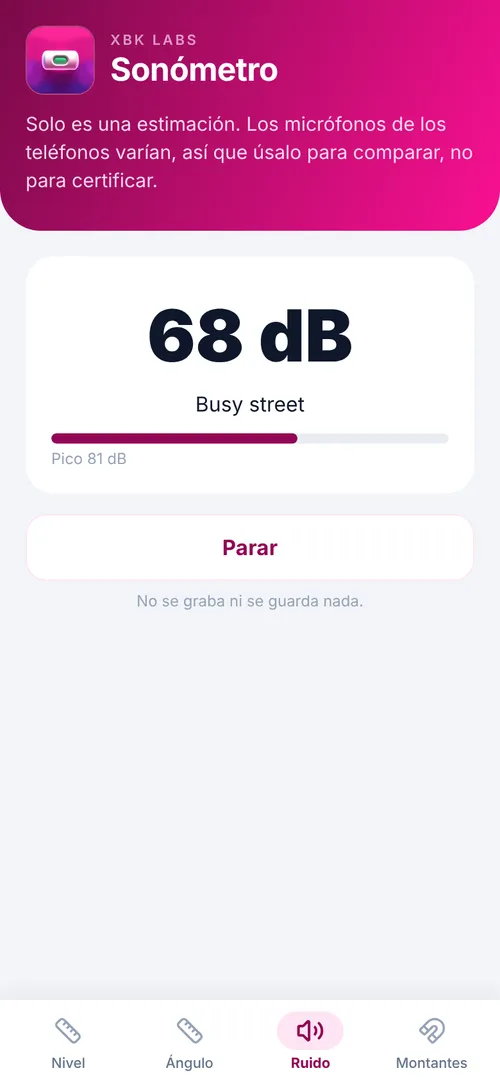 XBK LABS
Sonómetro
Solo es una estimación. Los micrófonos de los
teléfonos varían, así que úsalo para comparar, no
para certificar.
68 dB
Busy street
Pico 81 dB
Parar
No se graba ni se guarda nada.
Nivel
Ángulo
Ruido
Montantes